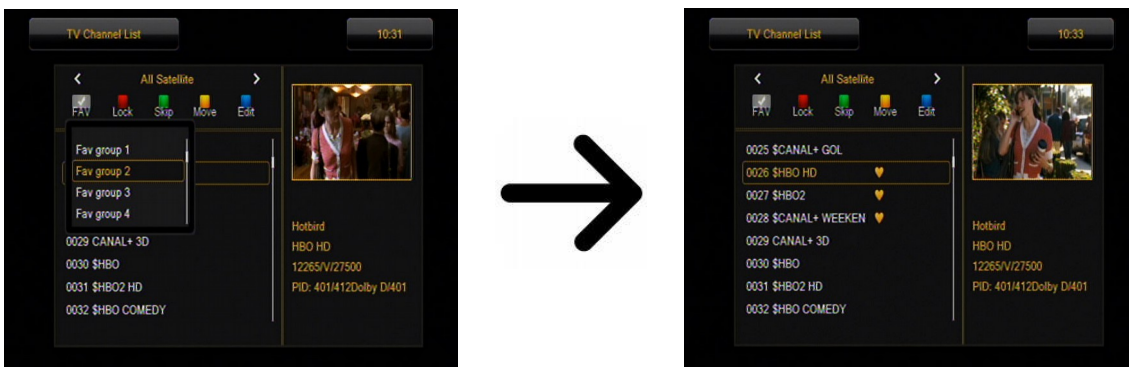 TV Channel List
10:31
All Satellite
FAV Lock Skip Move Edit
Fav group 1
Fav group 2
Fav group 3
Fav group 4
0029 CANAL+ 3D
0030 $HBO
0031 $HBO2 HD
0032 $HBO COMEDY
Hotbird
HBO HD
12265/V/27500
PID: 401/412Dolby D/401
TV Channel List
10:33
All Satellite
FAV Lock Skip Move Edit
0025 $CANAL+ GOL
0026 $HBO HD
0027 $HBO2
0028 $CANAL+ WEEKEN
0029 CANAL+ 3D
0030 $HBO
0031 $HBO2 HD
0032 $HBO COMEDY
Hotbird
HBO HD
12265/V/27500
PID: 401/412Dolby D/401